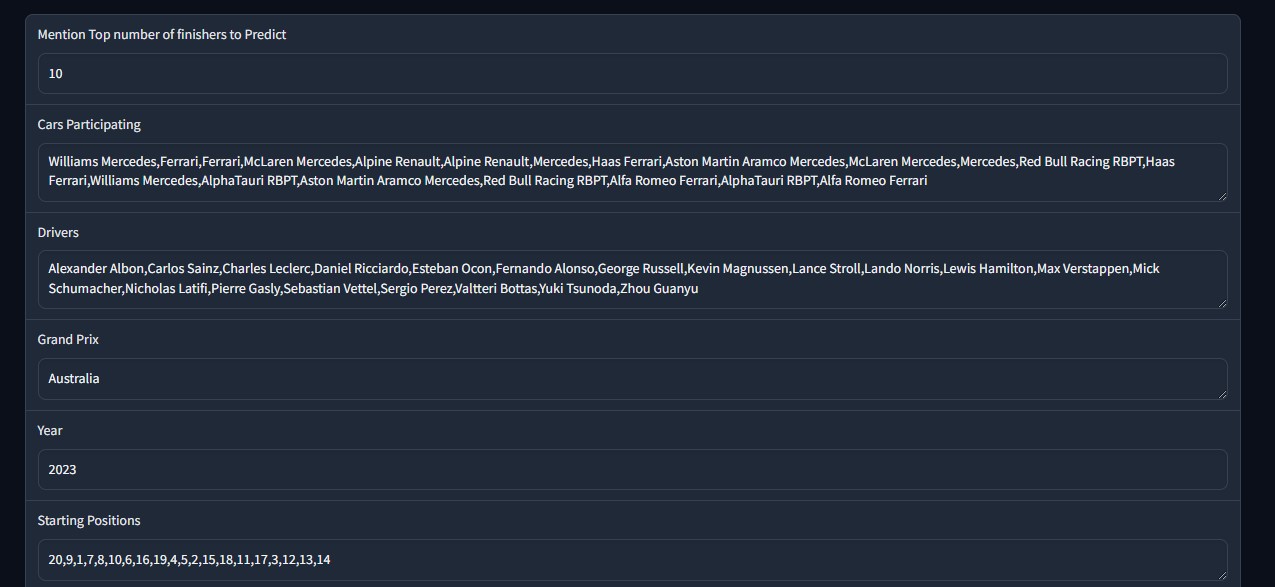 Mention Top number of finishers to Predict
10
Cars Participating
Williams Mercedes,Ferrari,Ferrari,McLaren Mercedes,Alpine Renault,Alpine Renault,Mercedes,Haas Ferrari,Aston Martin Aramco Mercedes,McLaren Mercedes,Mercedes,Red Bull Racing RBPT,Haas
Ferrari,Williams Mercedes,AlphaTauri RBPT,Aston Martin Aramco Mercedes,Red Bull Racing RBPT,Alfa Romeo Ferrari,AlphaTauri RBPT,Alfa Romeo Ferrari
Drivers
Alexander Albon,Carlos Sainz,Charles Leclerc,Daniel Ricciardo,Esteban Ocon,Fernando Alonso,George Russell,Kevin Magnussen,Lance Stroll,Lando Norris,Lewis Hamilton,Max Verstappen,Mick
Schumacher,Nicholas Latifi,Pierre Gasly,Sebastian Vettel,Sergio Perez,Valtteri Bottas,Yuki Tsunoda,Zhou Guanyu
Grand Prix
Australia
Year
2023
Starting Positions
20,9,1,7,8,10,6,16,19,4,5,2,15,18,11,17,3,12,13,14